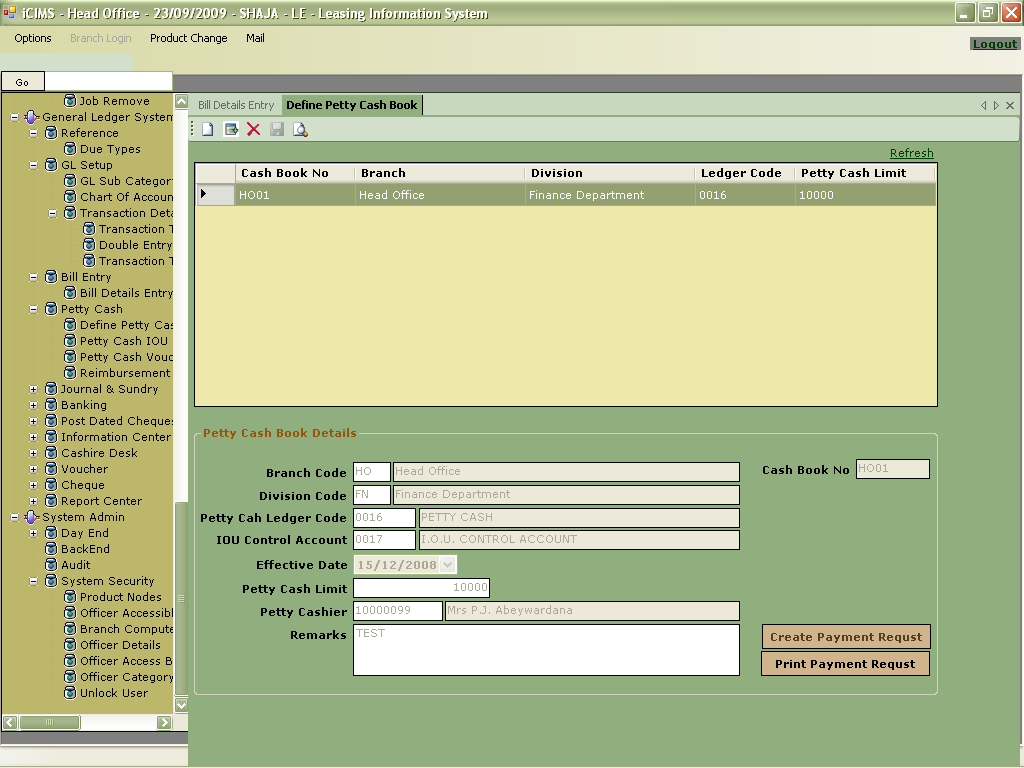 iCIMS - Head Office - 23/09/2009 - SHAJA - LE - Leasing Information System
Options Branch Login Product Change Mail
Logout
Go
Job Remove
General Ledger System
Reference
Due Types
GL Setup
GL Sub Categor
Chart Of Accoun
Transaction Deta
Transaction T
Double Entry
Transaction T
Bill Entry
Bill Details Entry
Petty Cash
Define Petty Cas
Petty Cash IOU
Petty Cash Vouc
Reimbursement
Journal & Sundry
Banking
Post Dated Cheques
Information Center
Cashire Desk
Voucher
Cheque
Report Center
System Admin
Day End
BackEnd
Audit
System Security
Product Nodes
Officer Accessibl
Branch Compute
Officer Details
Officer Access B
Officer Category
Unlock User
Bill Details Entry Define Petty Cash Book
Refresh
Cash Book No Branch Division Ledger Code Petty Cash Limit
HO01 Head Office Finance Department 0016 10000
Petty Cash Book Details
Branch Code HO Head Office Cash Book No HO01
Division Code FN Finance Department
Petty Cah Ledger Code 0016 PETTY CASH
IOU Control Account 0017 I.O.U. CONTROL ACCOUNT
Effective Date 15/12/2008
Petty Cash Limit 10000
Petty Cashier 10000099 Mrs P.J. Abeywardana
Remarks TEST
Create Payment Requst
Print Payment Requst